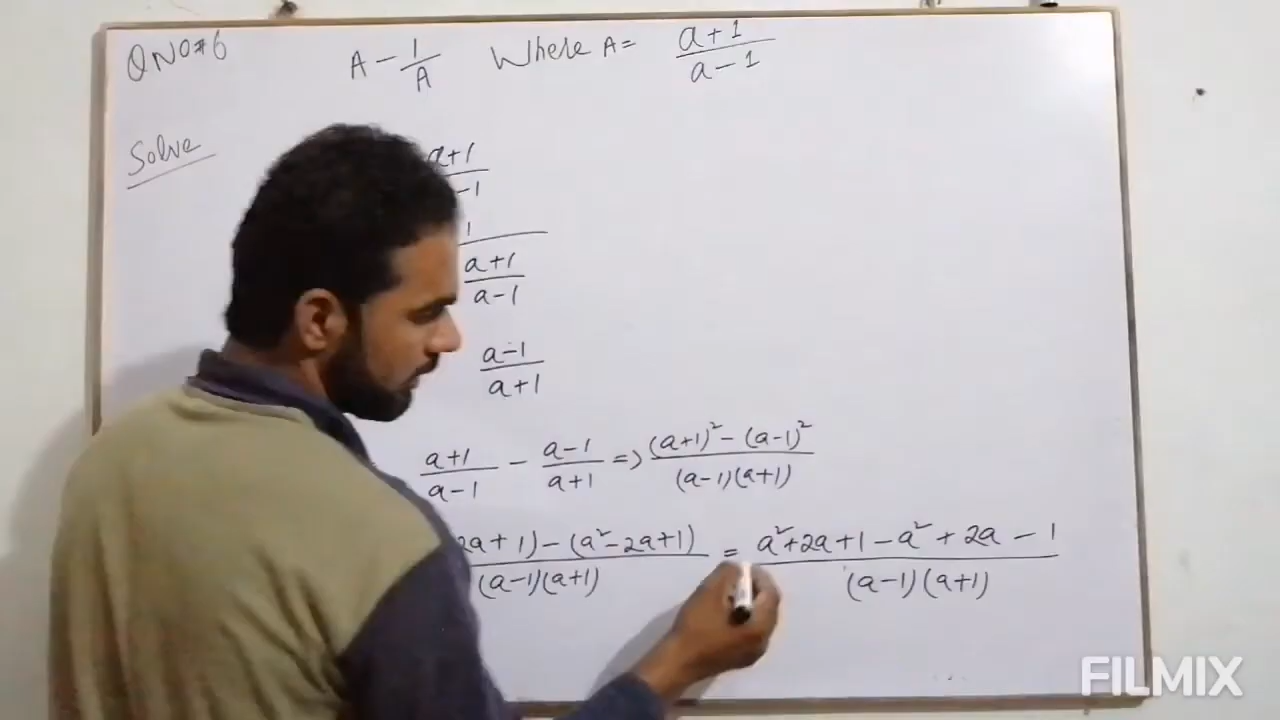 QNO#6 A - 1/A Where A = a+1/a-1
Solve
a+1/-1
1/(a+1/a-1)
a-1/a+1
a+1/a-1 - a-1/a+1 => (a+1)² - (a-1)²/(a-1)(a+1)
2a+1) - (a²-2a+1)/(a-1)(a+1) = a²+2a+1-a²+2a-1/(a-1)(a+1)
FILMIX